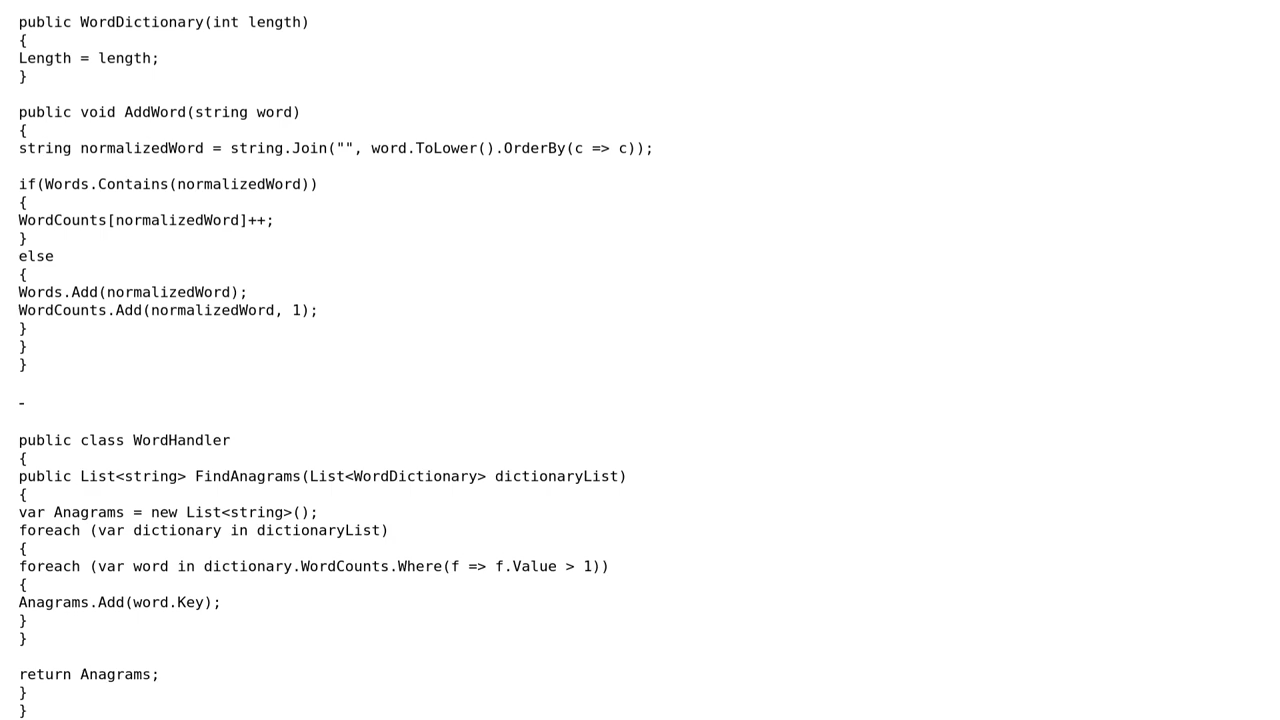 public WordDictionary(int length)
{
Length = length;
}

public void AddWord(string word)
{
string normalizedWord = string.Join("", word.ToLower().OrderBy(c => c));

if(Words.Contains(normalizedWord))
{
WordCounts[normalizedWord]++;
}
else
{
Words.Add(normalizedWord);
WordCounts.Add(normalizedWord, 1);
}
}
}

-

public class WordHandler
{
public List<string> FindAnagrams(List<WordDictionary> dictionaryList)
{
var Anagrams = new List<string>();
foreach (var dictionary in dictionaryList)
{
foreach (var word in dictionary.WordCounts.Where(f => f.Value > 1))
{
Anagrams.Add(word.Key);
}
}

return Anagrams;
}
}